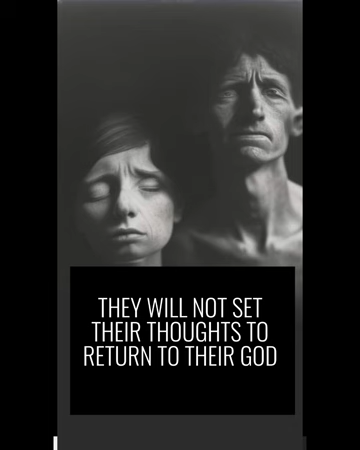 THEY WILL NOT SET
THEIR THOUGHTS TO
RETURN TO THEIR GOD